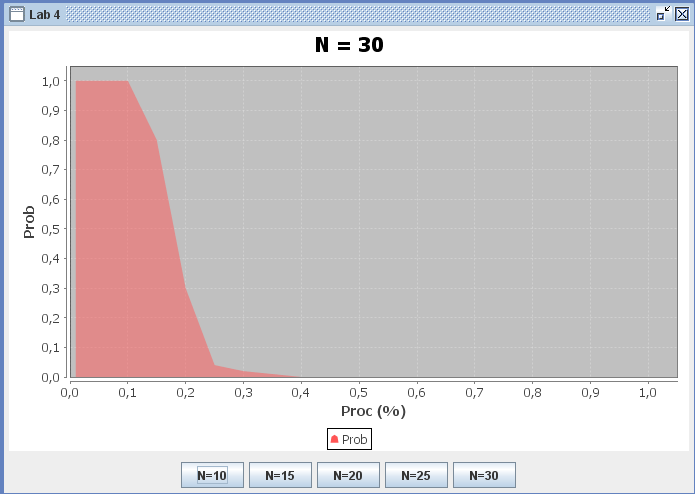 Lab 4
N = 30
1,0
0,9
0,8
0,7
0,6
0,5
0,4
0,3
0,2
0,1
0,0
Prob
0,0 0,1 0,2 0,3 0,4 0,5 0,6 0,7 0,8 0,9 1,0
Proc (%)
Prob
N=10 N=15 N=20 N=25 N=30